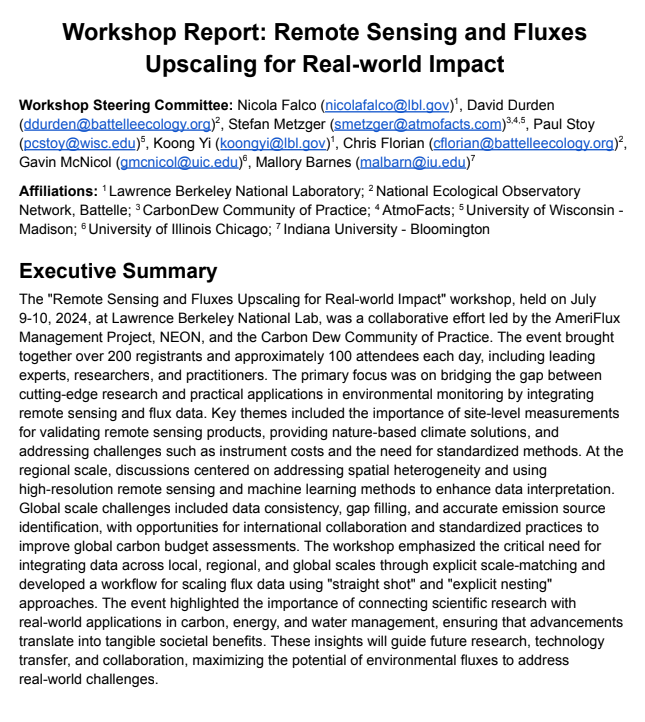 Workshop Report: Remote Sensing and Fluxes
Upscaling for Real-world Impact
Workshop Steering Committee: Nicola Falco (nicolafalco@lbl.gov)¹, David Durden
(ddurden@battelleecology.org)², Stefan Metzger (smetzger@atmofacts.com)³,⁴,⁵, Paul Stoy
(pcstoy@wisc.edu)⁵, Koong Yi (koongyi@lbl.gov)¹, Chris Florian (cflorian@battelleecology.org)²,
Gavin McNicol (gmcnicol@uic.edu)⁶, Mallory Barnes (malbarn@iu.edu)⁷
Affiliations: ¹ Lawrence Berkeley National Laboratory; ² National Ecological Observatory
Network, Battelle; ³ CarbonDew Community of Practice; ⁴ AtmoFacts; ⁵ University of Wisconsin -
Madison; ⁶ University of Illinois Chicago; ⁷ Indiana University - Bloomington
Executive Summary
The "Remote Sensing and Fluxes Upscaling for Real-world Impact" workshop, held on July
9-10, 2024, at Lawrence Berkeley National Lab, was a collaborative effort led by the AmeriFlux
Management Project, NEON, and the Carbon Dew Community of Practice. The event brought
together over 200 registrants and approximately 100 attendees each day, including leading
experts, researchers, and practitioners. The primary focus was on bridging the gap between
cutting-edge research and practical applications in environmental monitoring by integrating
remote sensing and flux data. Key themes included the importance of site-level measurements
for validating remote sensing products, providing nature-based climate solutions, and
addressing challenges such as instrument costs and the need for standardized methods. At the
regional scale, discussions centered on addressing spatial heterogeneity and using
high-resolution remote sensing and machine learning methods to enhance data interpretation.
Global scale challenges included data consistency, gap filling, and accurate emission source
identification, with opportunities for international collaboration and standardized practices to
improve global carbon budget assessments. The workshop emphasized the critical need for
integrating data across local, regional, and global scales through explicit scale-matching and
developed a workflow for scaling flux data using "straight shot" and "explicit nesting"
approaches. The event highlighted the importance of connecting scientific research with
real-world applications in carbon, energy, and water management, ensuring that advancements
translate into tangible societal benefits. These insights will guide future research, technology
transfer, and collaboration, maximizing the potential of environmental fluxes to address
real-world challenges.